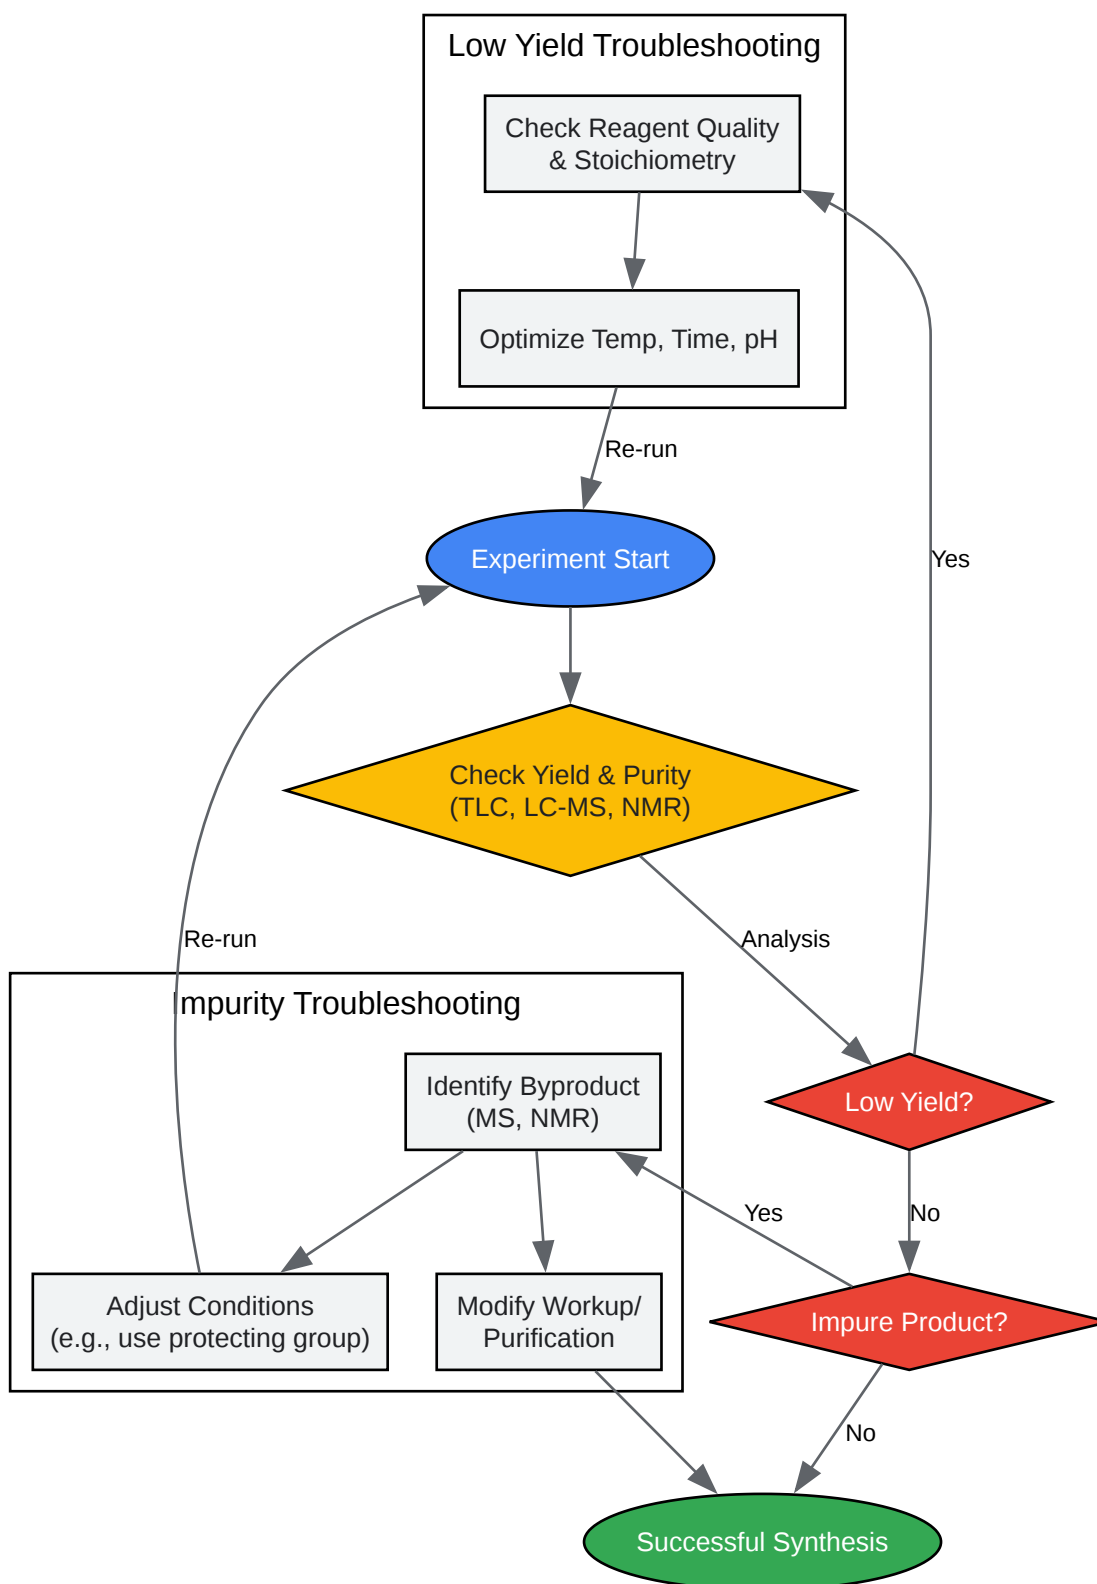 Low Yield Troubleshooting
Check Reagent Quality
& Stoichiometry
Optimize Temp, Time, pH
Re-run
Experiment Start
Yes
Check Yield & Purity
(TLC, LC-MS, NMR)
Re-run
Analysis
Impurity Troubleshooting
Identify Byproduct
(MS, NMR)
Low Yield?
Yes
No
Adjust Conditions
(e.g., use protecting group)
Modify Workup/
Purification
Impure Product?
No
Successful Synthesis